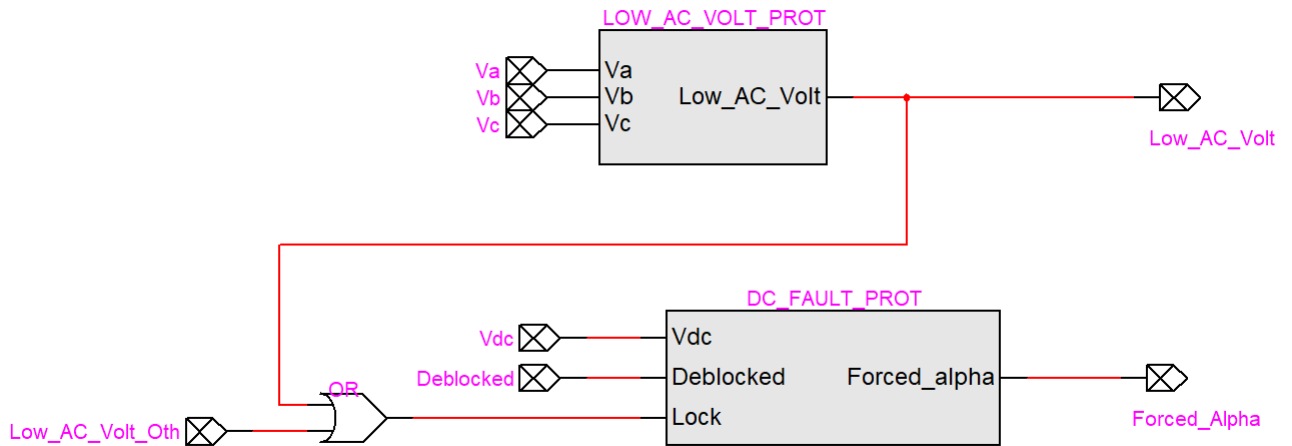 LOW_AC_VOLT_PROT
Va
Va
Vb
Vb
Low_AC_Volt
Vc
Vc
Low_AC_Volt
DC_FAULT_PROT
Vdc
Vdc
Deblocked
Deblocked
Forced_alpha
OR
Lock
Forced_Alpha
Low_AC_Volt_Oth